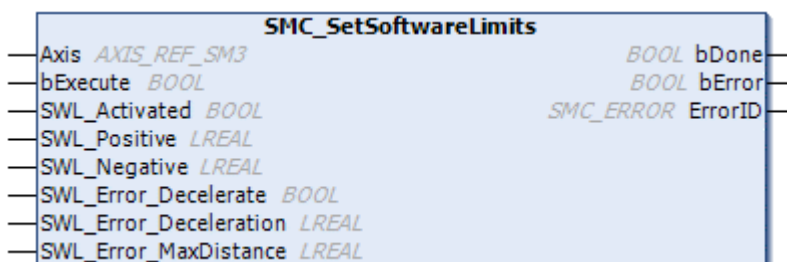 SMC_SetSoftwareLimits
Axis AXIS_REF_SM3 BOOL bDone
bExecute BOOL BOOL bError
SWL_Activated BOOL SMC_ERROR ErrorID
SWL_Positive LREAL
SWL_Negative LREAL
SWL_Error_Decelerate BOOL
SWL_Error_Deceleration LREAL
SWL_Error_MaxDistance LREAL